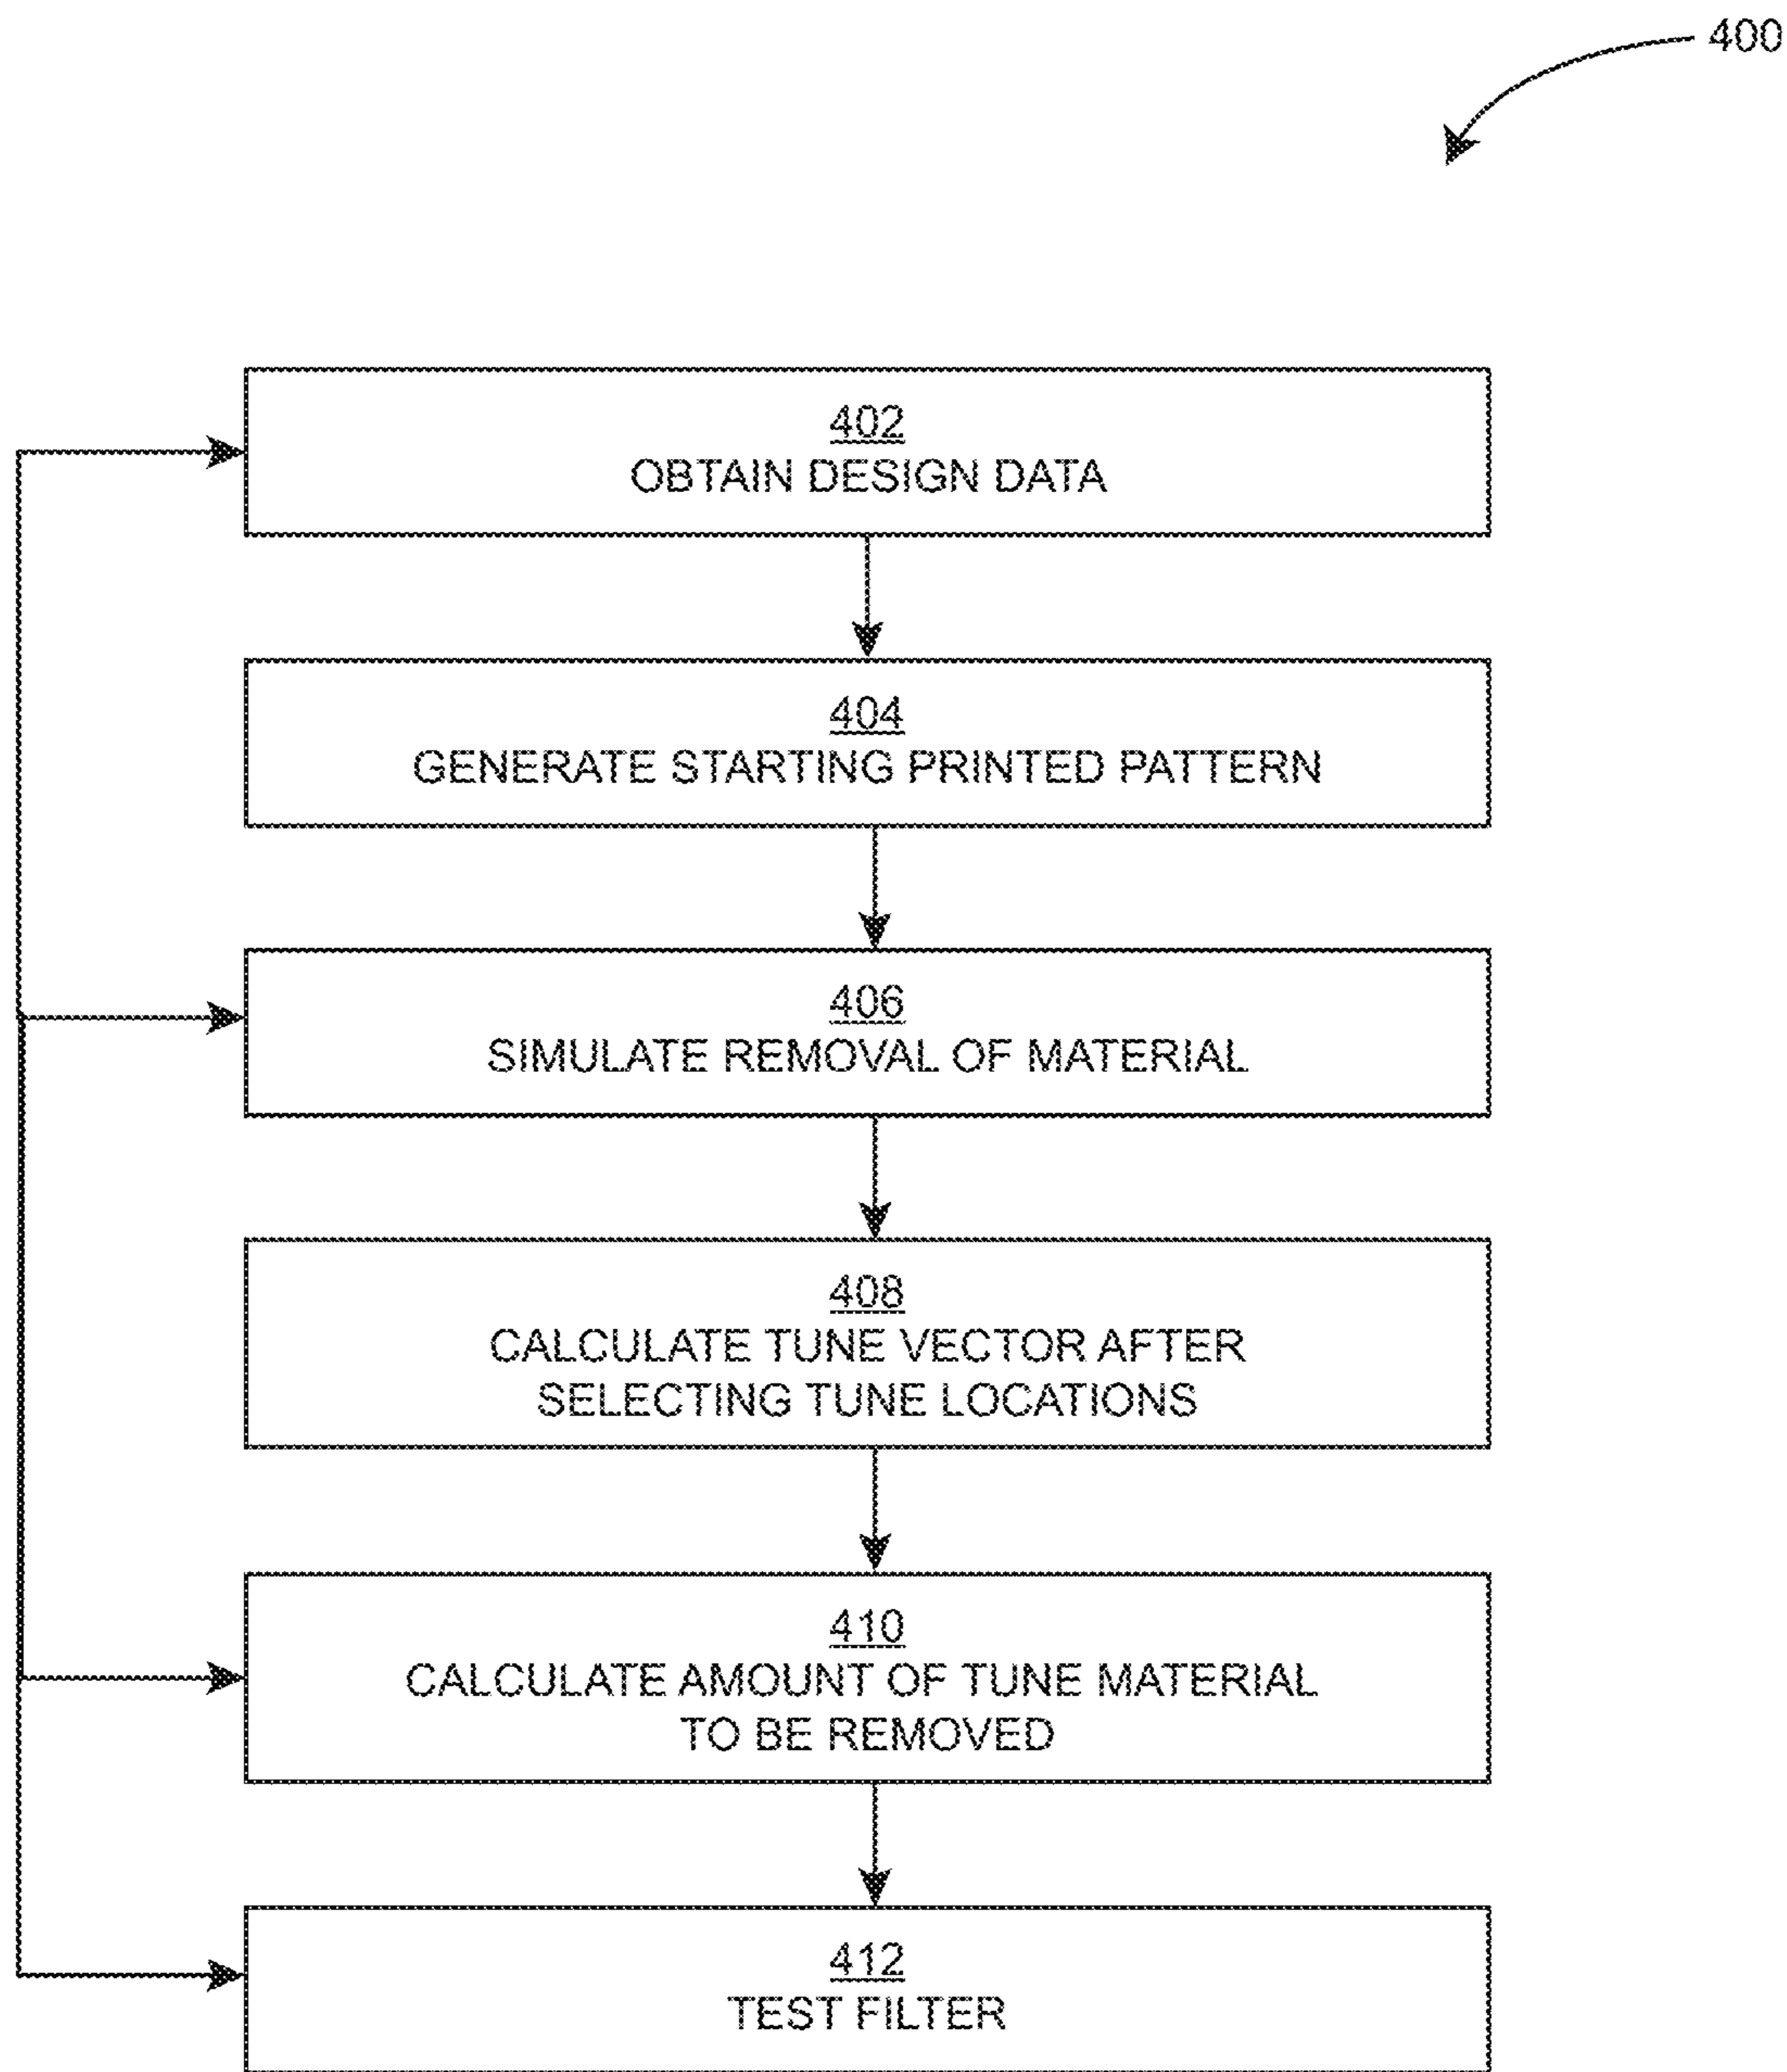 400
402
OBTAIN DESIGN DATA
404
GENERATE STARTING PRINTED PATTERN
406
SIMULATE REMOVAL OF MATERIAL
408
CALCULATE TUNE VECTOR AFTER
SELECTING TUNE LOCATIONS
410
CALCULATE AMOUNT OF TUNE MATERIAL
TO BE REMOVED
412
TEST FILTER